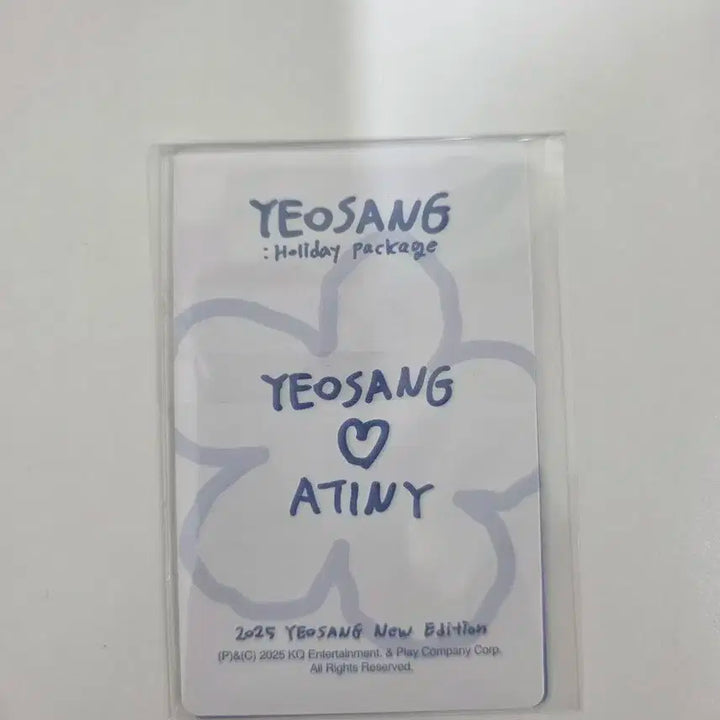 YEOSANG
: Holiday package
YEOSANG
♡
ATINY
2025 YEOSANG New Edition
(P)&(C) 2025 KQ Entertainment. & Play Company Corp.
All Rights Reserved.